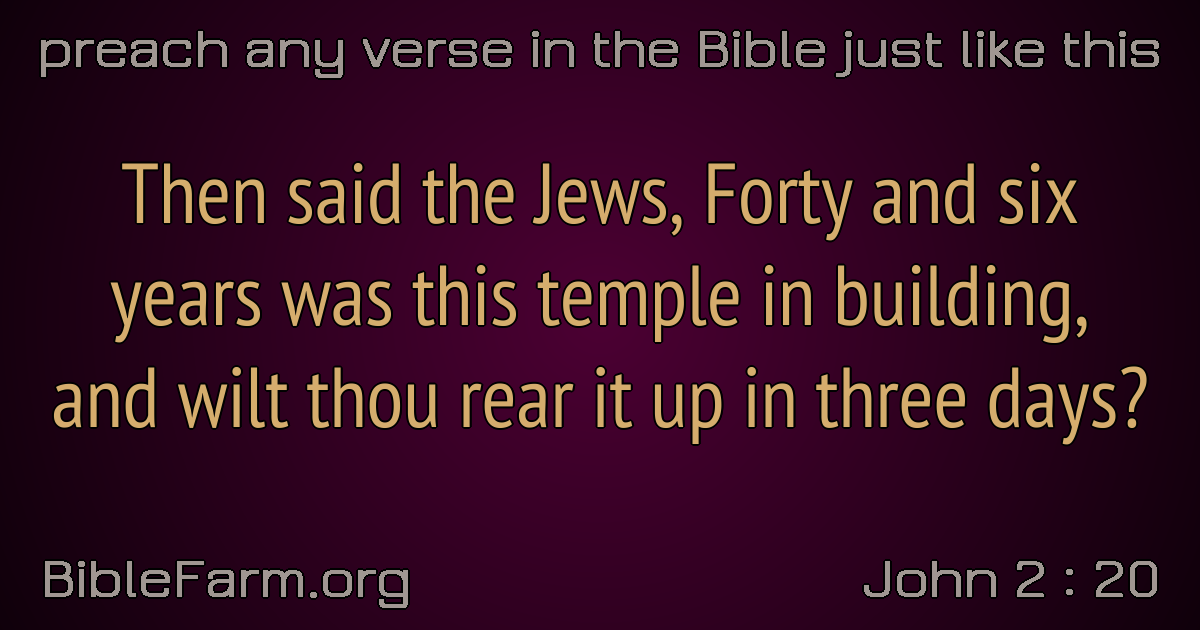 preach any verse in the Bible just like this
Then said the Jews, Forty and six
years was this temple in building,
and wilt thou rear it up in three days?
BibleFarm.org
John 2 : 20